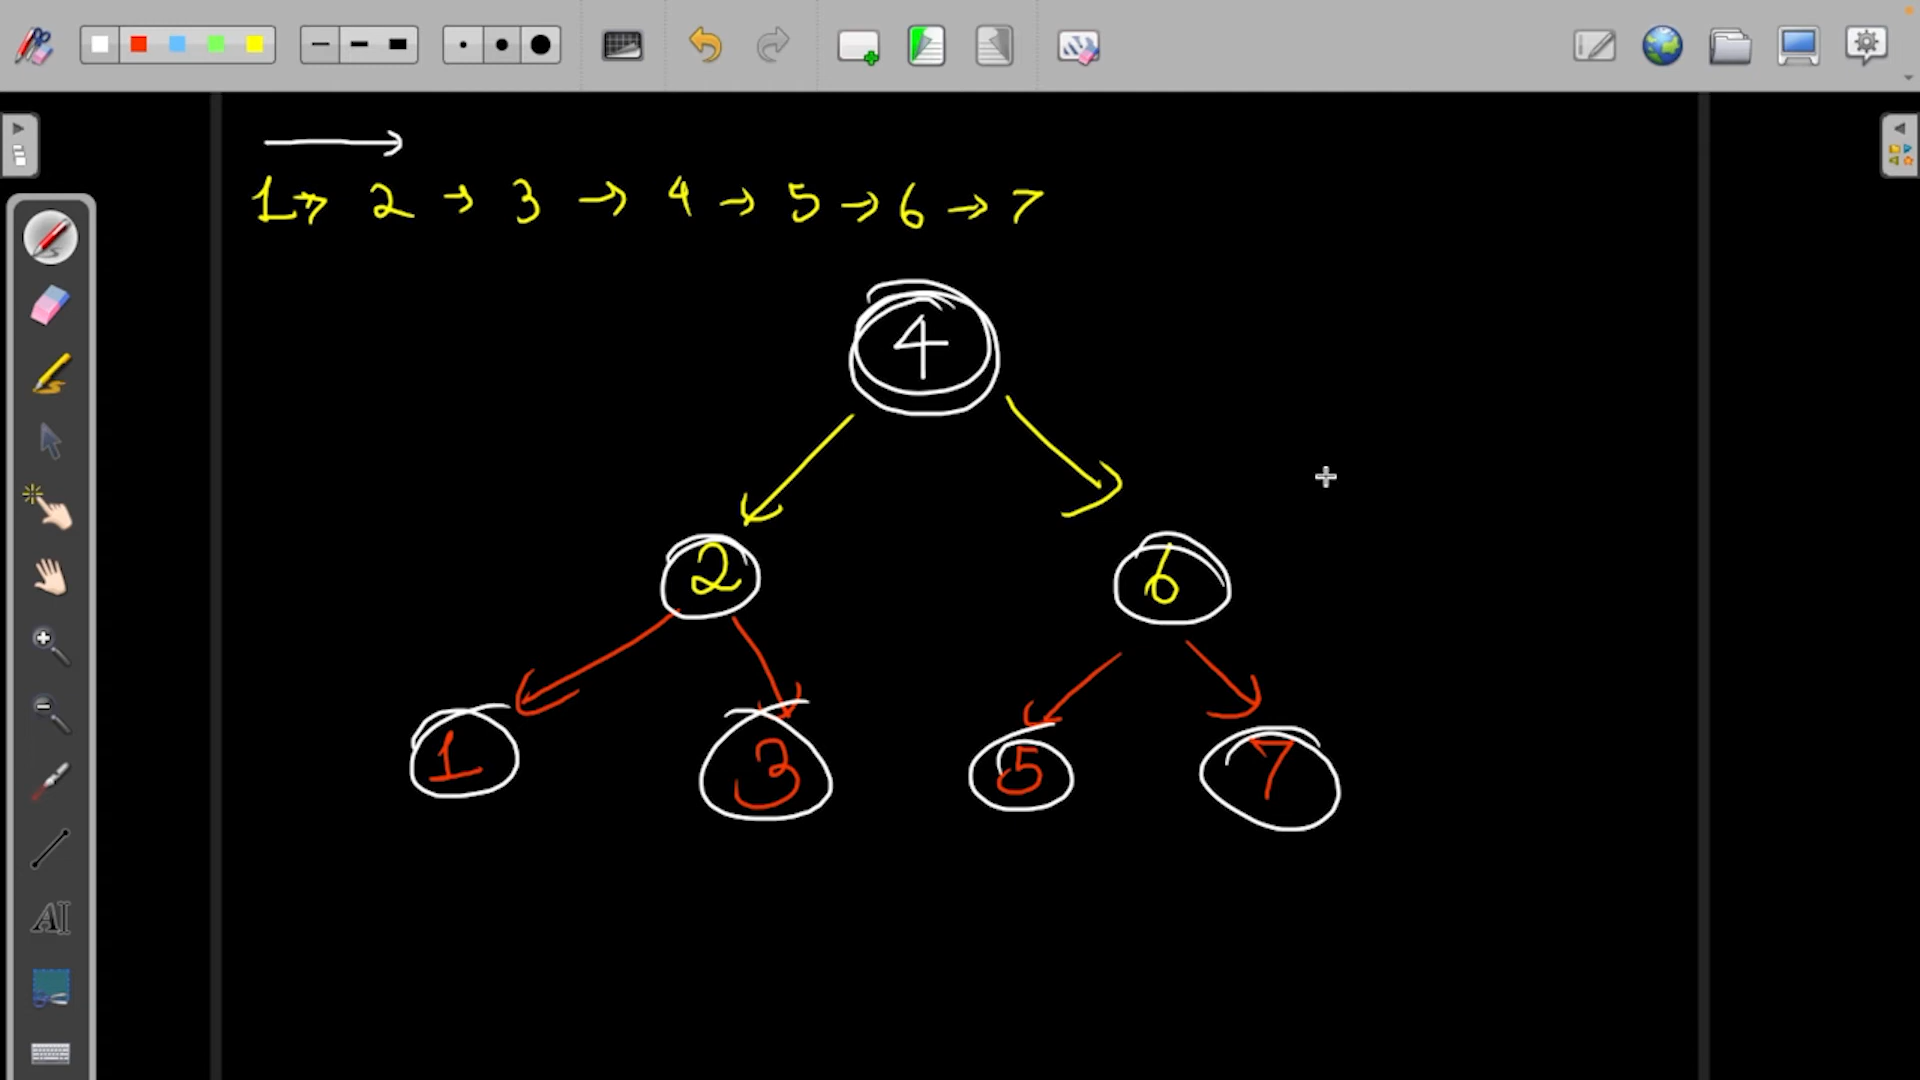 1 → 2 → 3 → 4 → 5 → 6 → 7
4
2 6
1 3 5 7